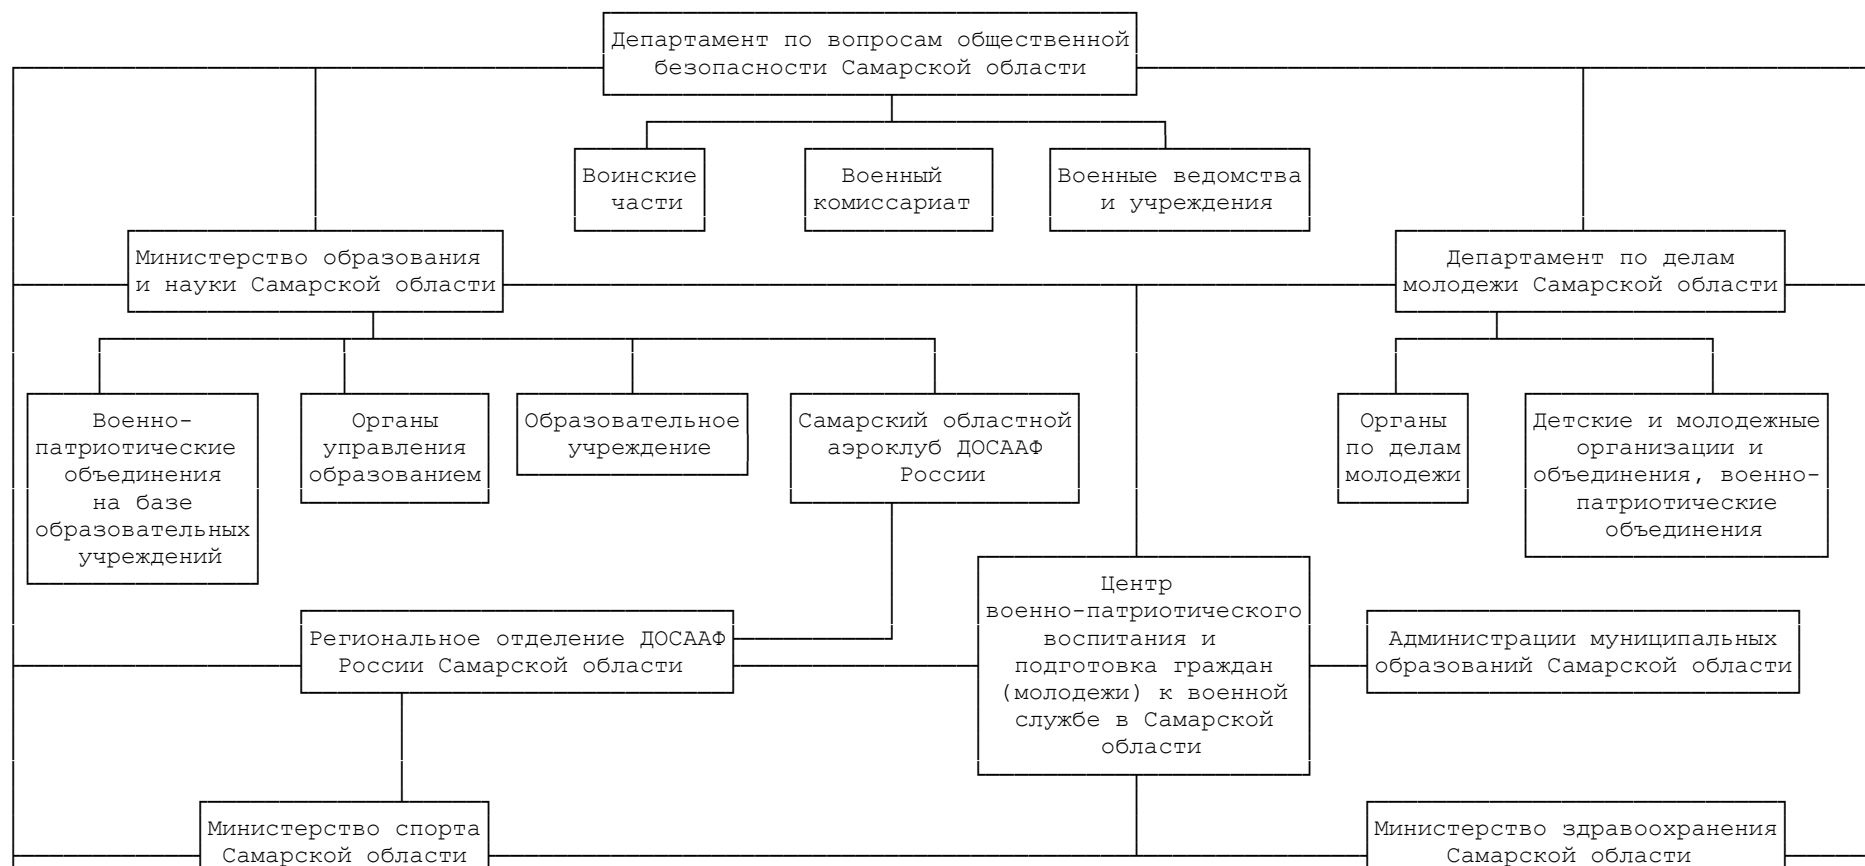 Департамент по вопросам общественной
безопасности Самарской области
Воинские
части
Военный
комиссариат
Военные ведомства
и учреждения
Министерство образования
и науки Самарской области
Департамент по делам
молодежи Самарской области
Военно-
патриотические
объединения
на базе
образовательных
учреждений
Органы
управления
образованием
Образовательное
учреждение
Самарский областной
аэроклуб ДОСААФ
России
Органы
по делам
молодежи
Детские и молодежные
организации и
объединения, военно-
патриотические
объединения
Региональное отделение ДОСААФ
России Самарской области
Центр
военно-патриотического
воспитания и
подготовка граждан
(молодежи) к военной
службе в Самарской
области
Администрации муниципальных
образований Самарской области
Министерство спорта
Самарской области
Министерство здравоохранения
Самарской области